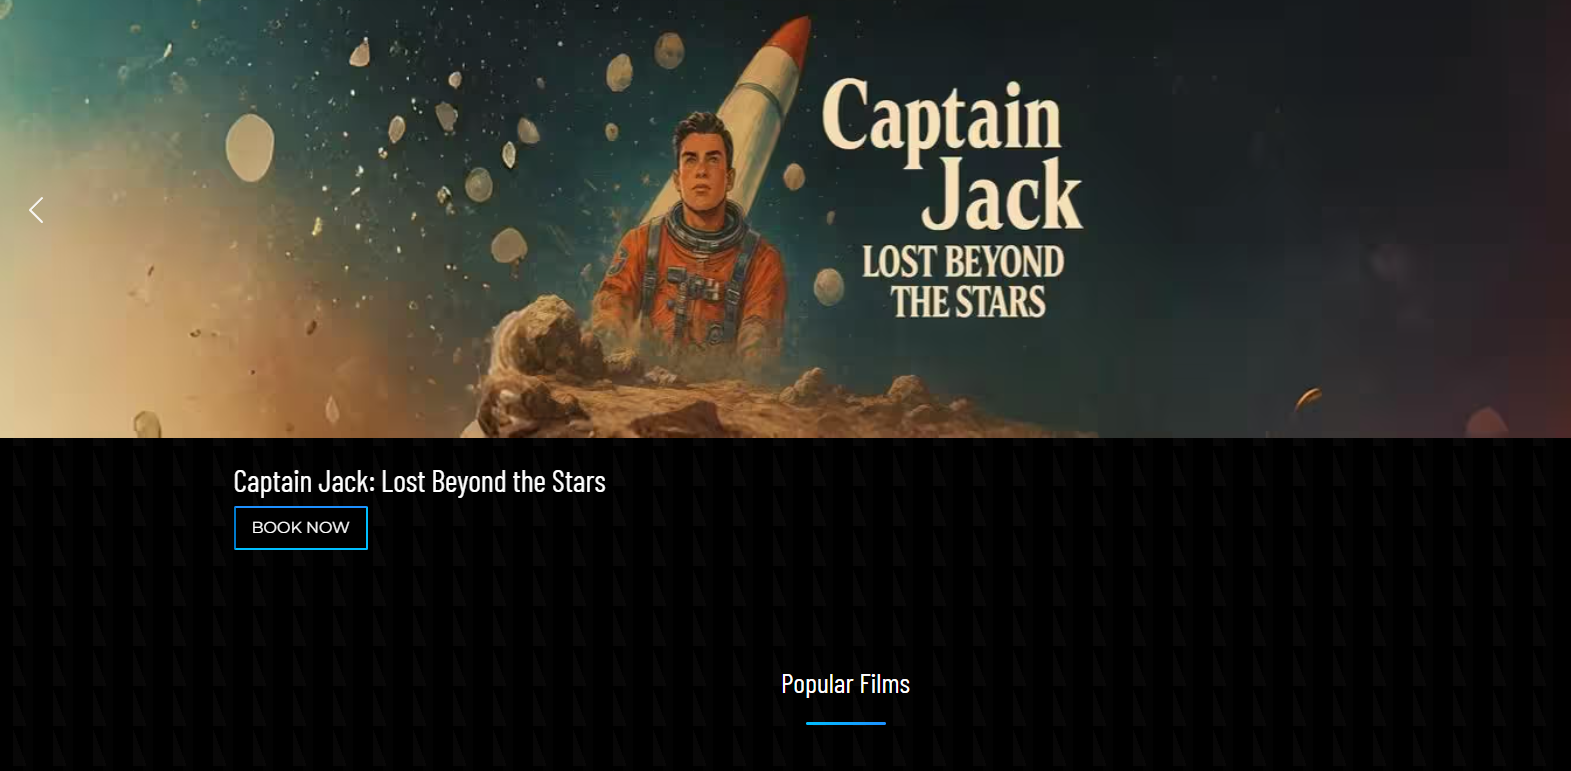 Captain
Jack
LOST BEYOND
THE STARS
Captain Jack: Lost Beyond the Stars
BOOK NOW
Popular Films